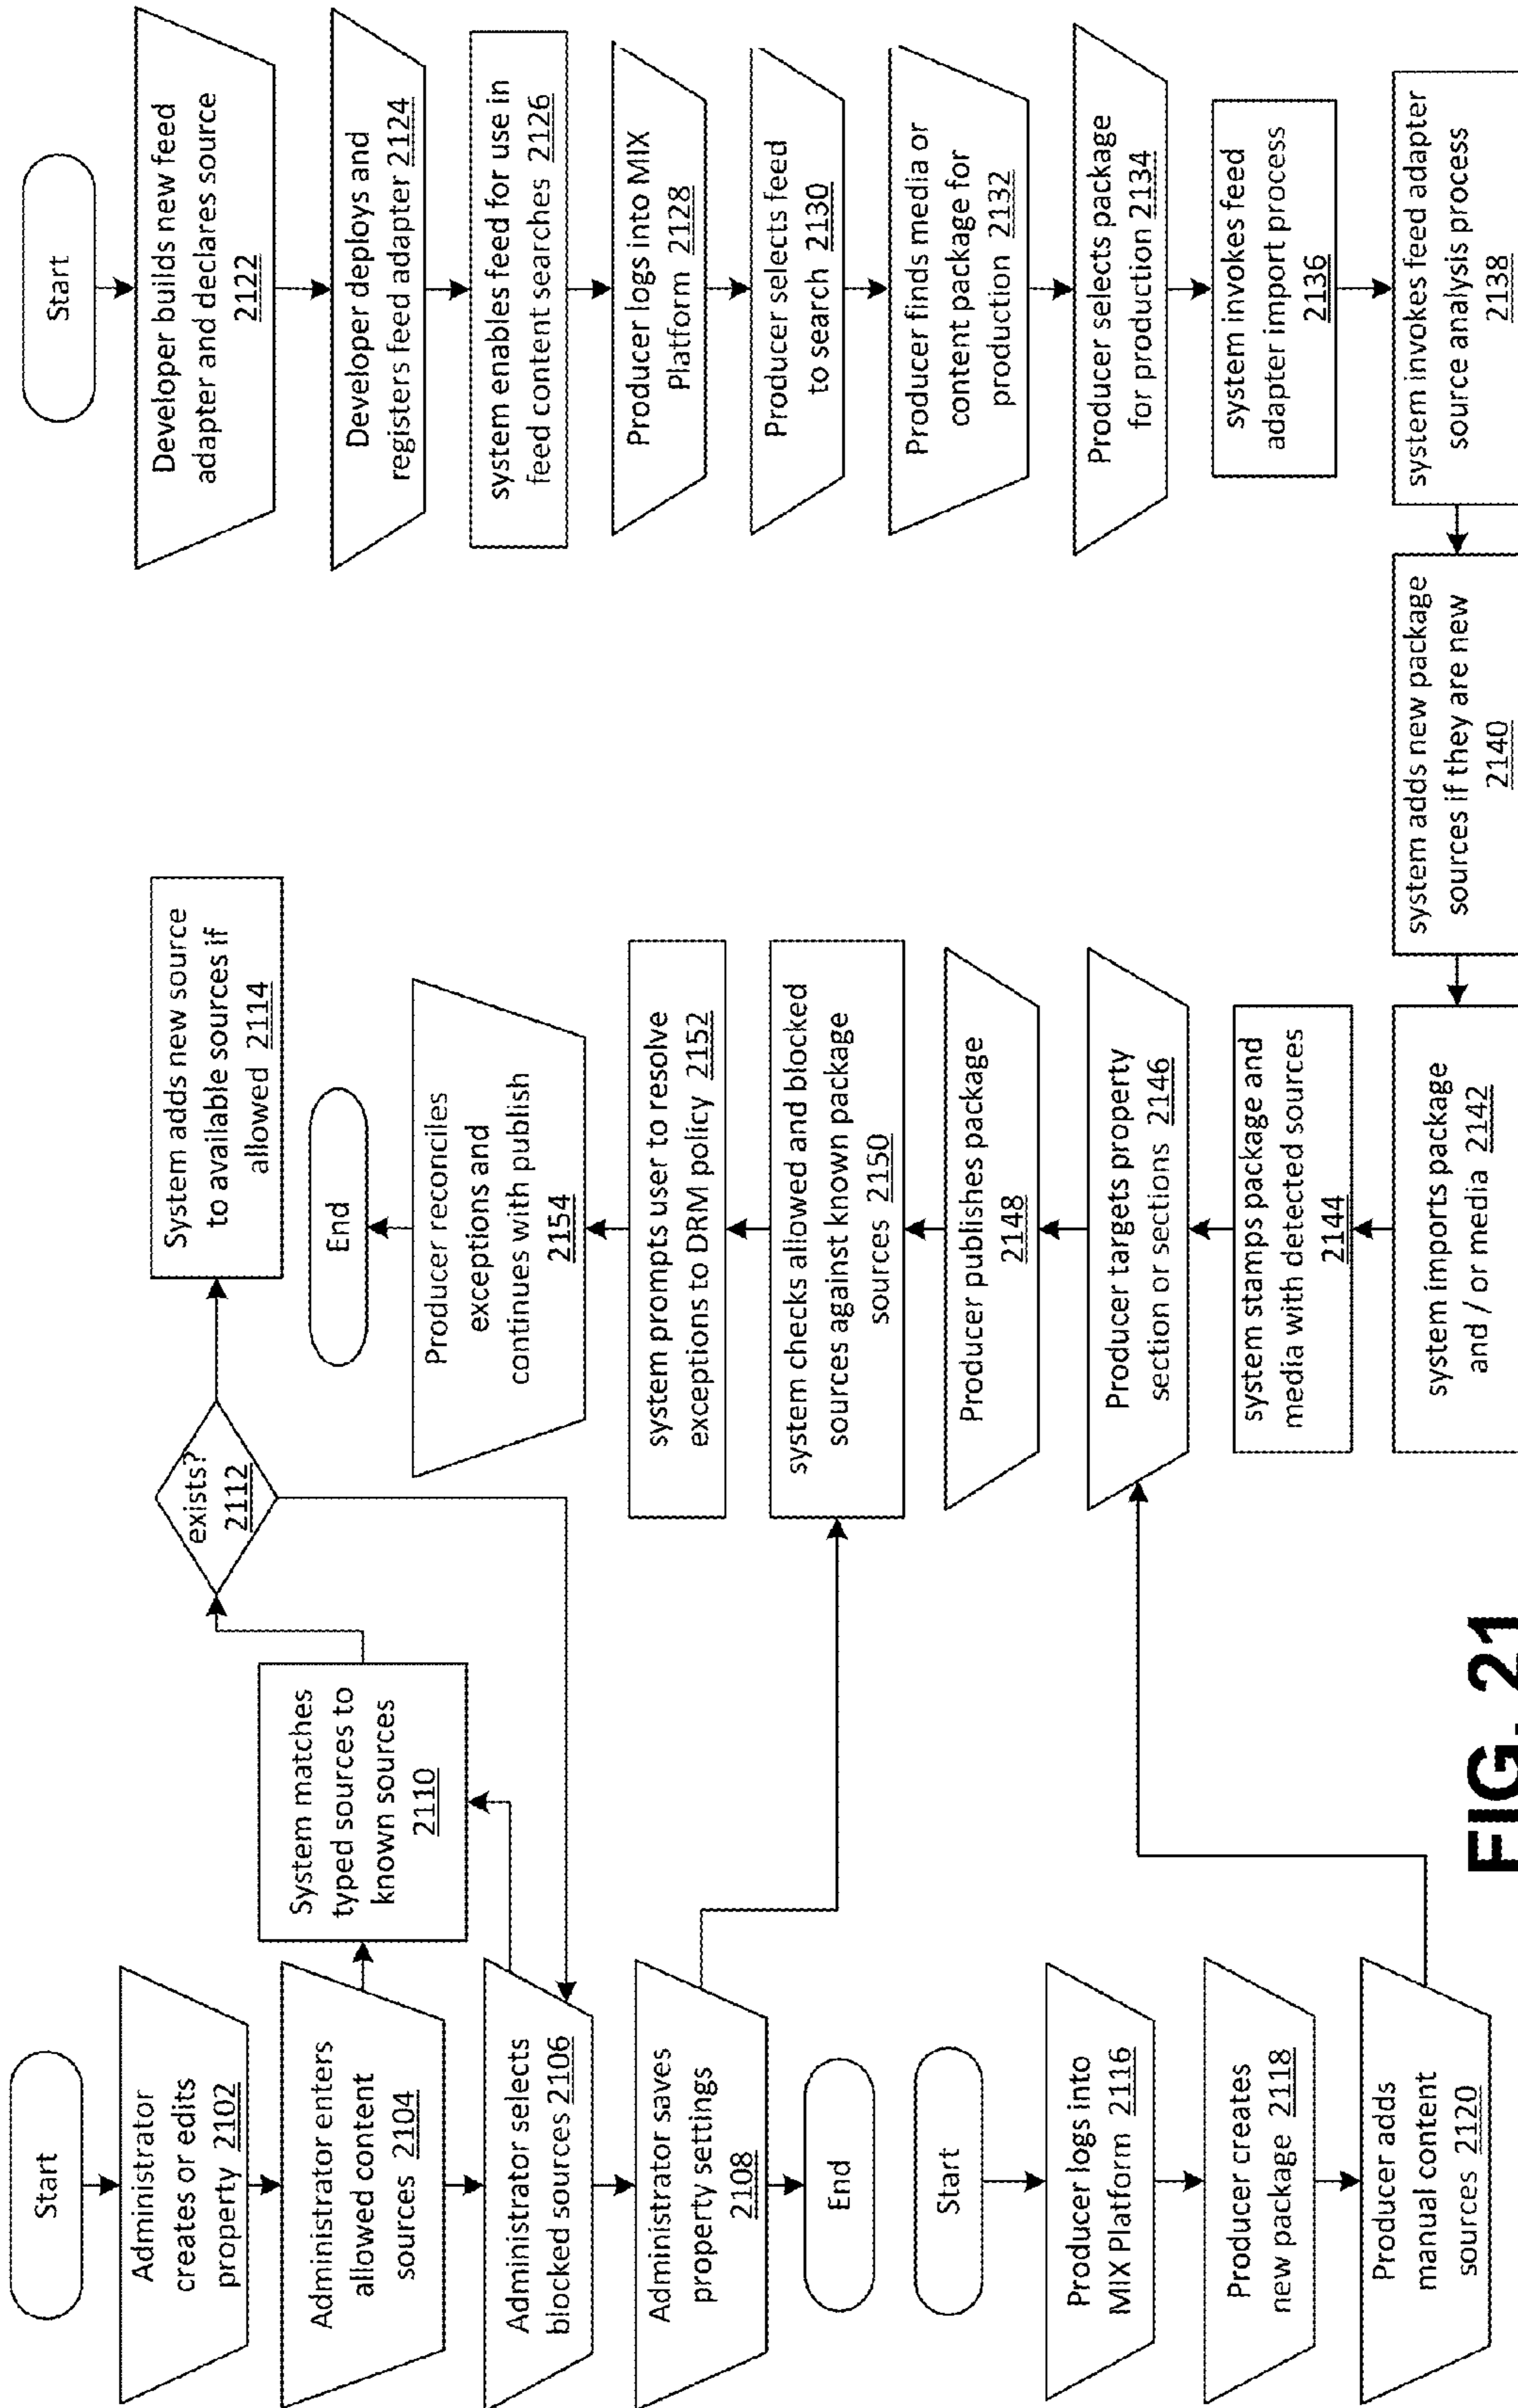 Start
Administrator
creates or edits
property 2102
Administrator enters
allowed content
sources 2104
Administrator selects
blocked sources 2106
Administrator saves
property settings
2108
End
System matches
typed sources to
known sources
2110
exists?
2112
System adds new source
to available sources if
allowed 2114
Start
Producer logs into
MIX Platform 2116
Producer creates
new package 2118
Producer adds
manual content
sources 2120
Start
Developer builds new feed
adapter and declares source
2122
Developer deploys and
registers feed adapter 2124
system enables feed for use in
feed content searches 2126
Producer logs into MIX
Platform 2128
Producer selects feed
to search 2130
Producer finds media or
content package for
production 2132
Producer selects package
for production 2134
system invokes feed
adapter import process
2136
system invokes feed adapter
source analysis process
2138
system adds new package
sources if they are new
2140
system imports package
and / or media 2142
system stamps package and
media with detected sources
2144
Producer targets property
section or sections 2146
Producer publishes package
2148
system checks allowed and blocked
sources against known package
sources 2150
system prompts user to resolve
exceptions to DRM policy 2152
Producer reconciles
exceptions and
continues with publish
2154
End
FIG. 21